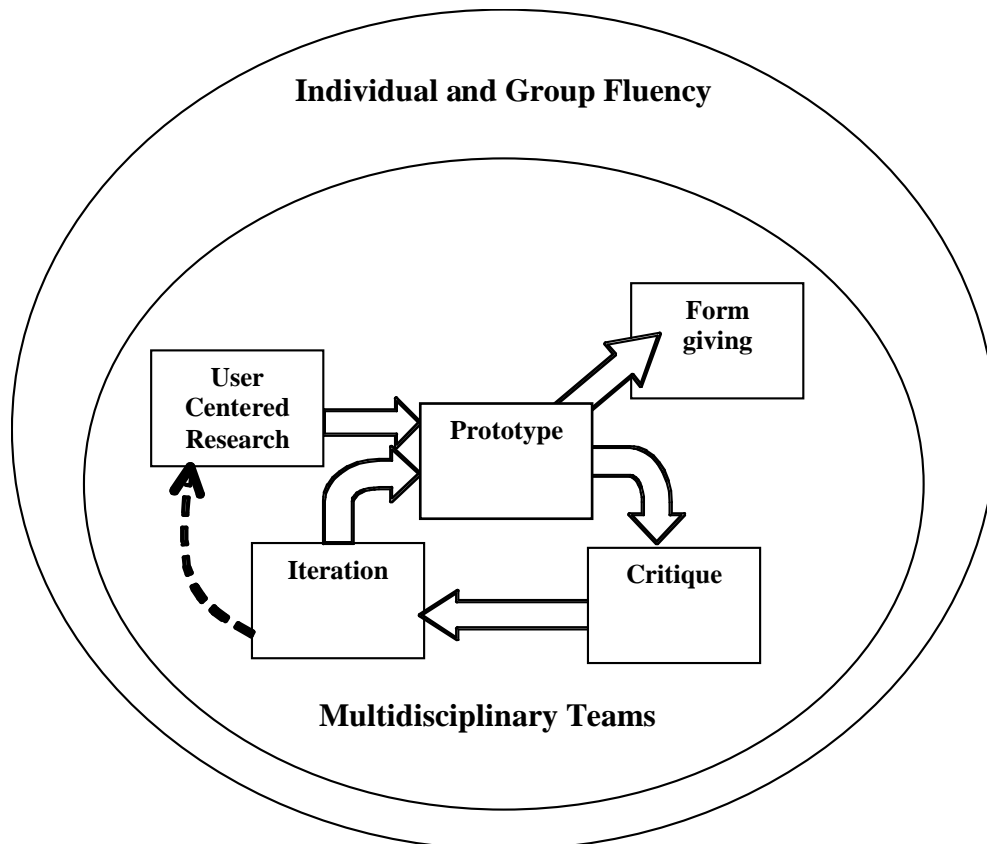 Individual and Group Fluency
Form
giving
User
Centered
Research
Prototype
Iteration
Critique
Multidisciplinary Teams